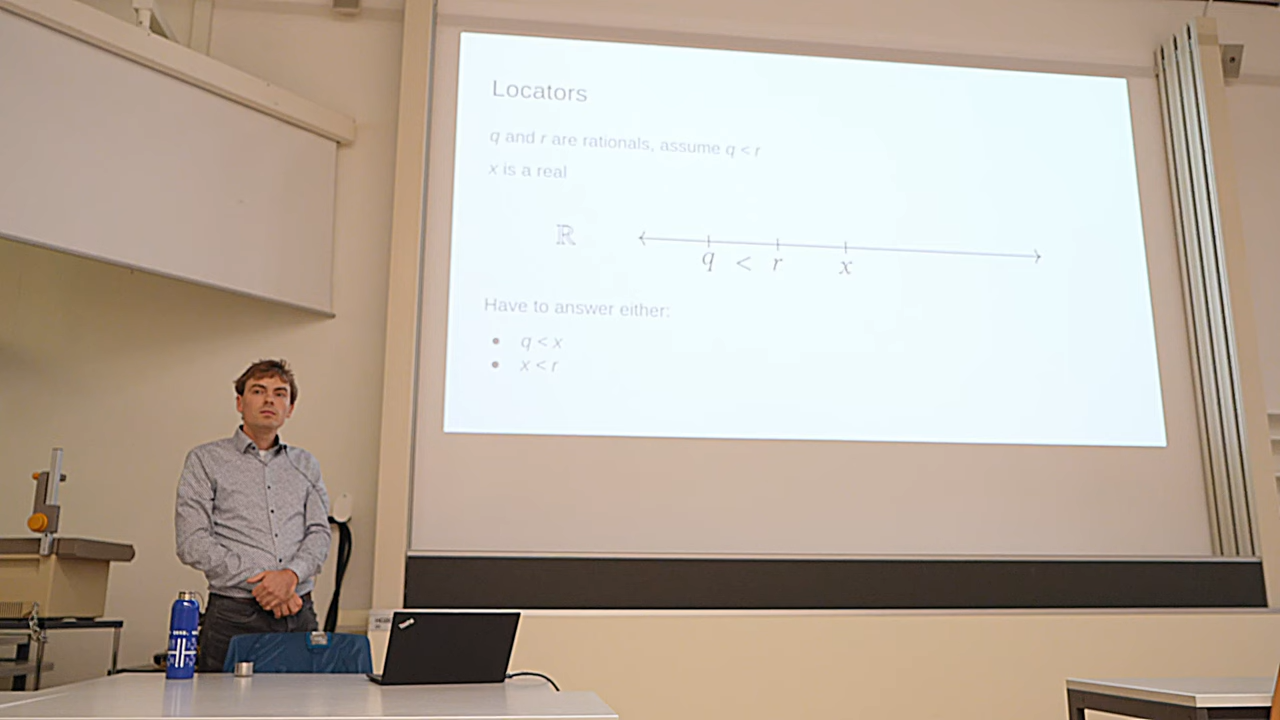 Locators
q and r are rationals, assume q < r
x is a real
ℝ
q < r x
Have to answer either:
• q < x
• x < r